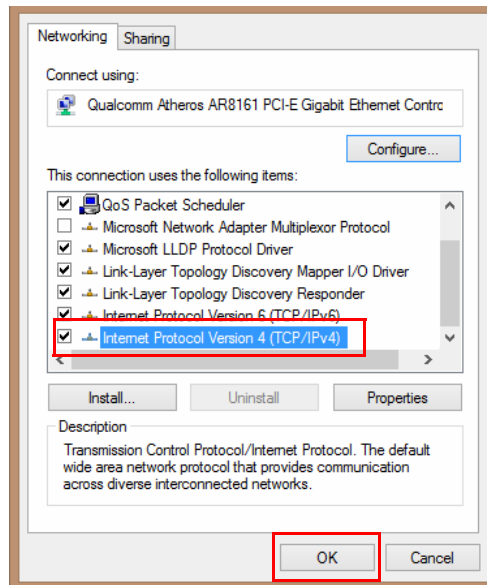 Networking Sharing
Connect using:
Qualcomm Atheros AR8161 PCI-E Gigabit Ethernet Contrc
Configure...
This connection uses the following items:
QoS Packet Scheduler
Microsoft Network Adapter Multiplexor Protocol
Microsoft LLDP Protocol Driver
Link-Layer Topology Discovery Mapper I/O Driver
Link-Layer Topology Discovery Responder
Internet Protocol Version 6 (TCP/IPv6)
Internet Protocol Version 4 (TCP/IPv4)
Install... Uninstall Properties
Description
Transmission Control Protocol/Internet Protocol. The default
wide area network protocol that provides communication
across diverse interconnected networks.
OK Cancel